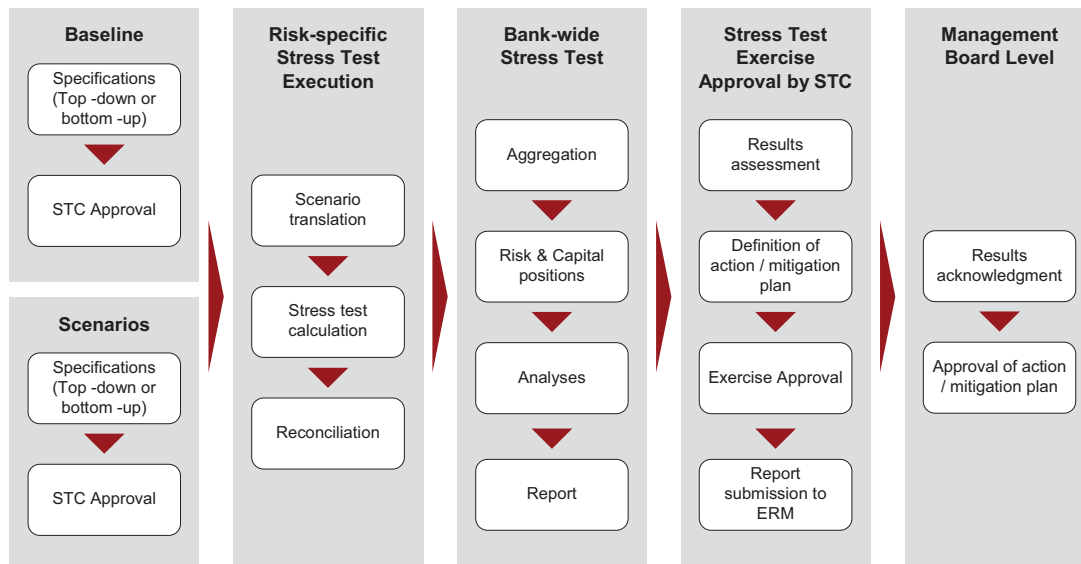 Baseline
Specifications
(Top -down or
bottom -up)
STC Approval
Scenarios
Specifications
(Top -down or
bottom -up)
STC Approval
Risk-specific
Stress Test
Execution
Scenario
translation
Stress test
calculation
Reconciliation
Bank-wide
Stress Test
Aggregation
Risk & Capital
positions
Analyses
Report
Stress Test
Exercise
Approval by STC
Results
assessment
Definition of
action / mitigation
plan
Exercise Approval
Report
submission to
ERM
Management
Board Level
Results
acknowledgment
Approval of action
/ mitigation plan